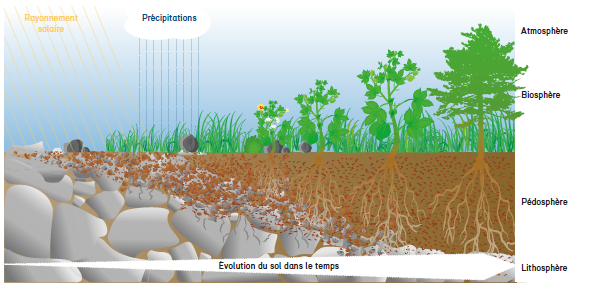 Rayonnement
solaire
Précipitations
Atmosphère
Biosphère
Pédosphère
Évolution du sol dans le temps
Lithosphère